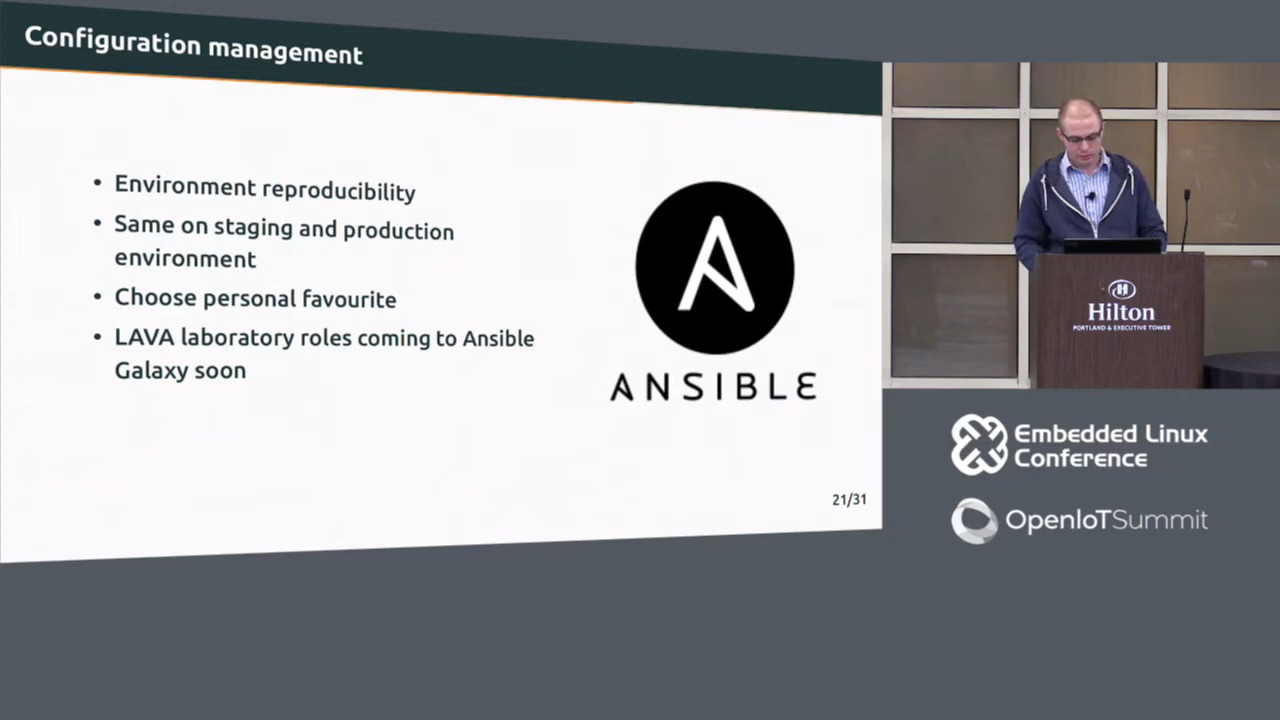 Configuration management
• Environment reproducibility
• Same on staging and production
environment
• Choose personal favourite
• LAVA laboratory roles coming to Ansible
Galaxy soon
ANSIBLE
21/31
Hilton
PORTLAND & EXECUTIVE TOWER
Embedded Linux
Conference
OpenIoTSummit